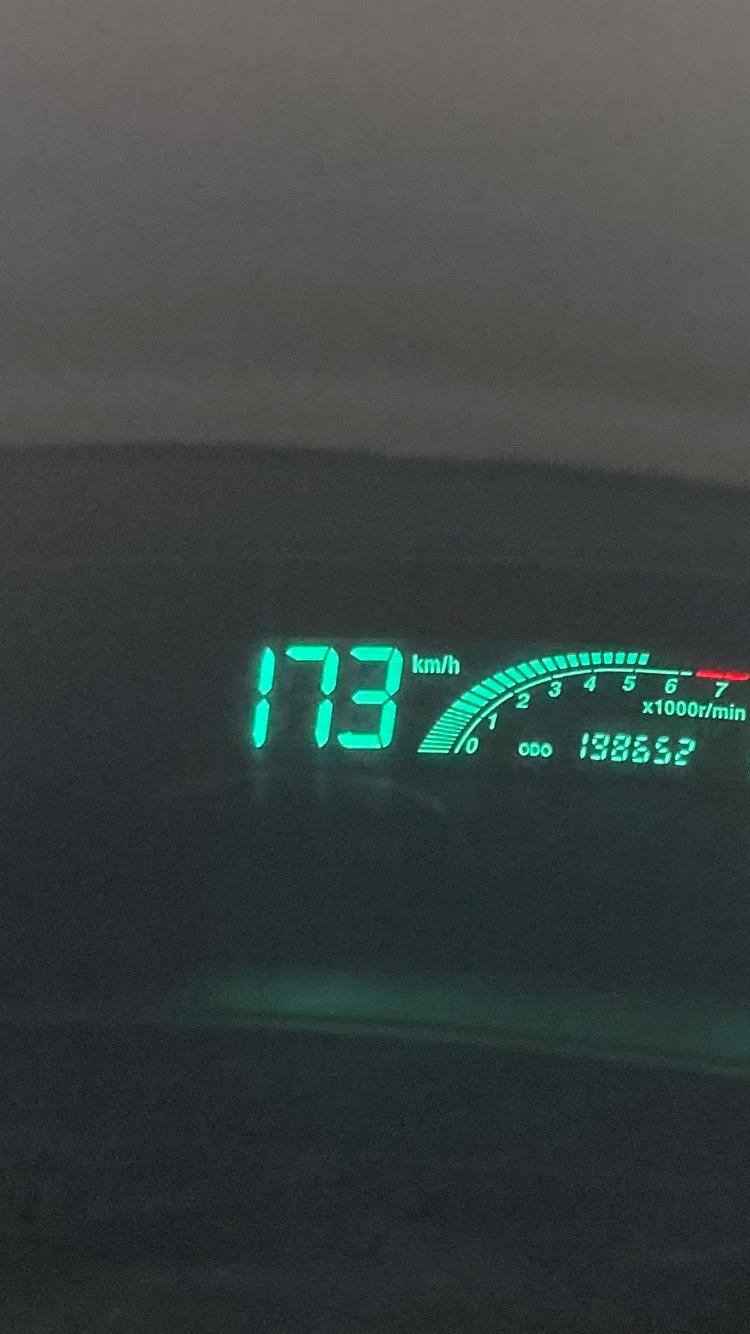 173 km/h
0 1 2 3 4 5 6 7
x1000r/min
ODO 198652